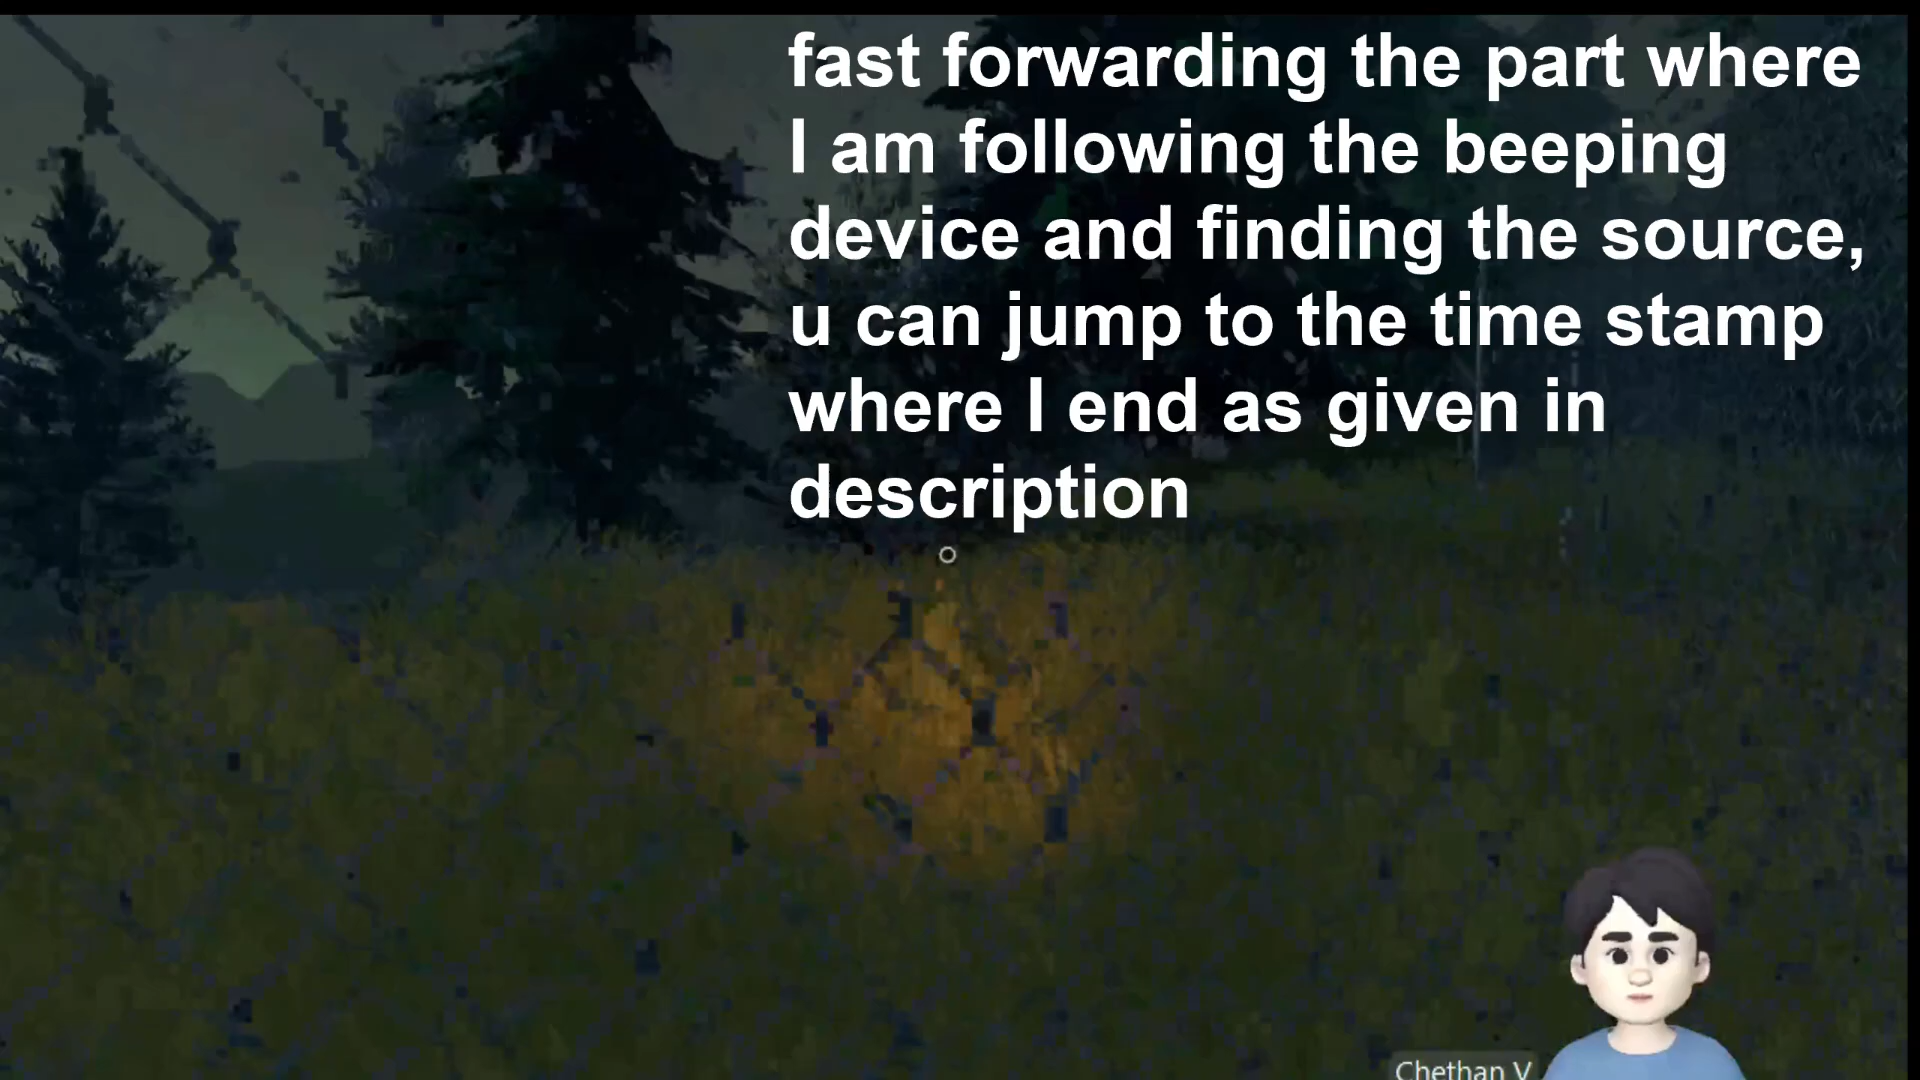 fast forwarding the part where
I am following the beeping
device and finding the source,
u can jump to the time stamp
where I end as given in
description
Chethan V